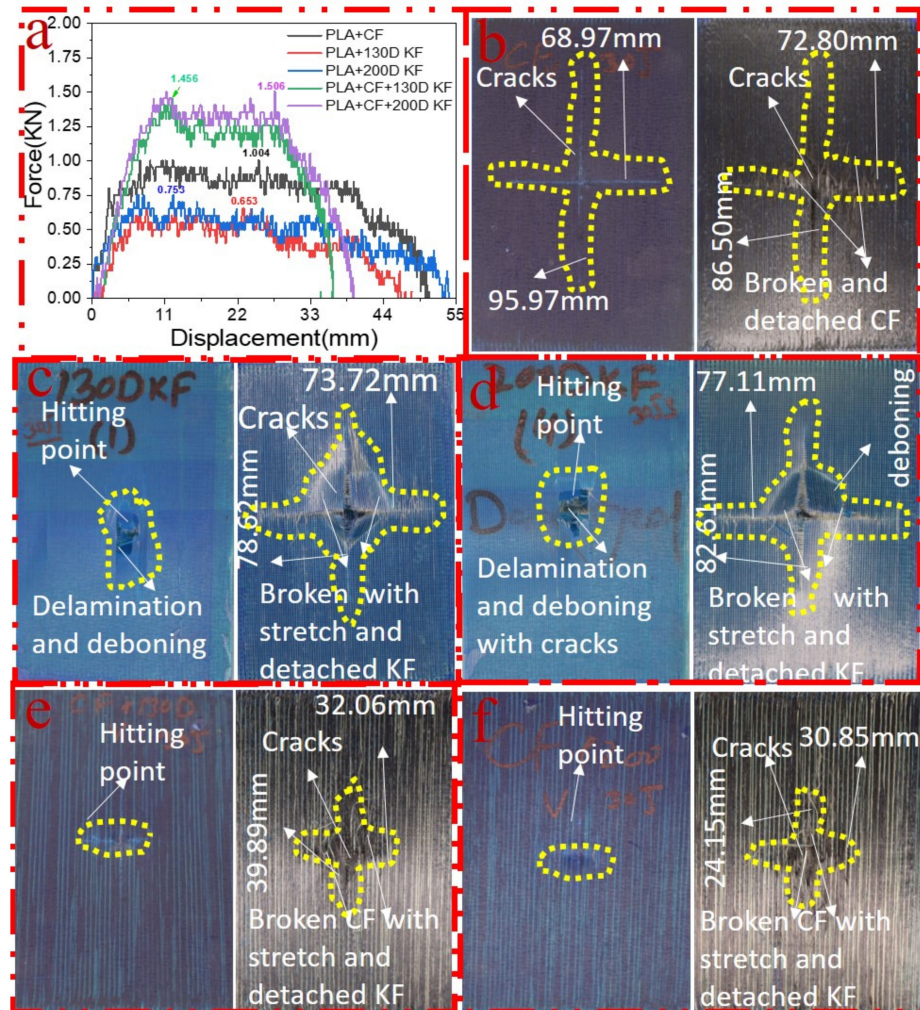 a
2.00
1.75
1.50
1.25
1.00
0.75
0.50
0.25
0.00
Force(KN)
PLA+CF
PLA+130D KF
PLA+200D KF
PLA+CF+130D KF
PLA+CF+200D KF
1.456
1.506
1.004
0.753
0.653
0 11 22 33 44 55
Displacement(mm)
b
68.97mm
Cracks
95.97mm
72.80mm
Cracks
86.50mm
Broken and
detached CF
c
130DKF
(1)
Hitting
point
Delamination
and deboning
73.72mm
Cracks
78.62mm
Broken with
stretch and
detached KF
d
200DKF
(4)
Hitting
point
Delamination
and deboning
with cracks
77.11mm
deboning
82.61mm
Broken with
stretch and
detached KF
e
CF+130D
Hitting
point
32.06mm
Cracks
39.89mm
Broken CF with
stretch and
detached KF
f
Hitting
point
30.85mm
Cracks
24.15mm
Broken CF with
stretch and
detached KF